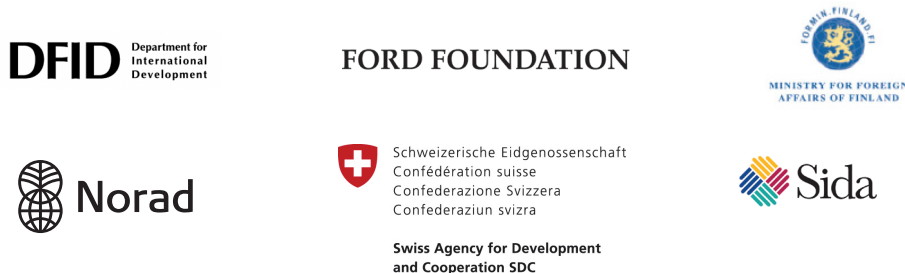 DFID Department for
International
Development
FORD FOUNDATION
FORMIN.FINLAND.FI
MINISTRY FOR FOREIGN
AFFAIRS OF FINLAND
Norad
Schweizerische Eidgenossenschaft
Confédération suisse
Confederazione Svizzera
Confederaziun svizra
Swiss Agency for Development
and Cooperation SDC
Sida